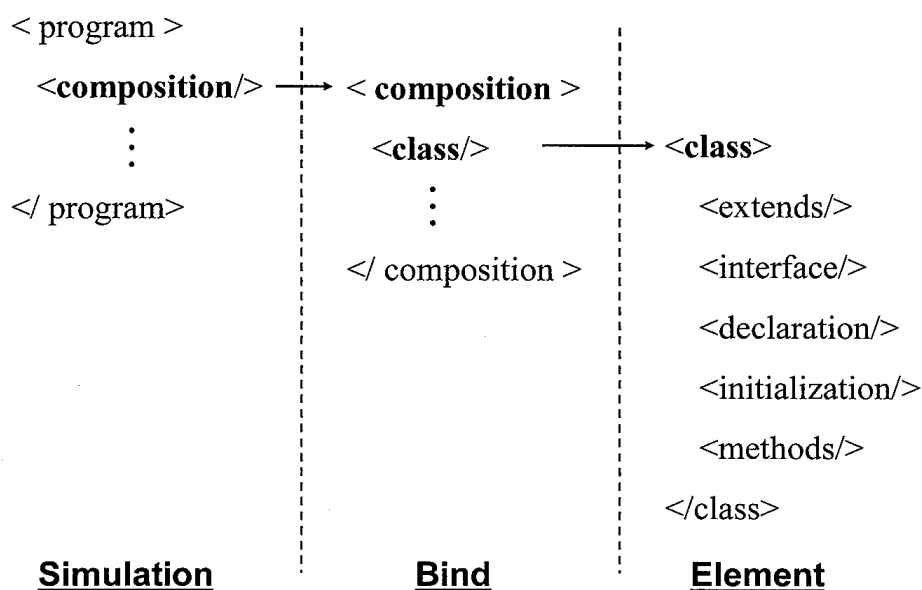 < program >
<composition/>
</ program>
Simulation
< composition >
<class/>
</ composition >
Bind
<class>
<extends/>
<interface/>
<declaration/>
<initialization/>
<methods/>
</class>
Element